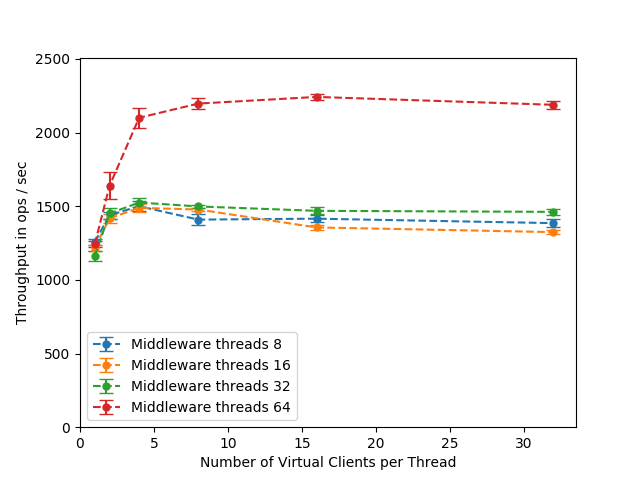 2500
2000
1500
1000
500
0
Throughput in ops / sec
Middleware threads 8
Middleware threads 16
Middleware threads 32
Middleware threads 64
0 5 10 15 20 25 30
Number of Virtual Clients per Thread